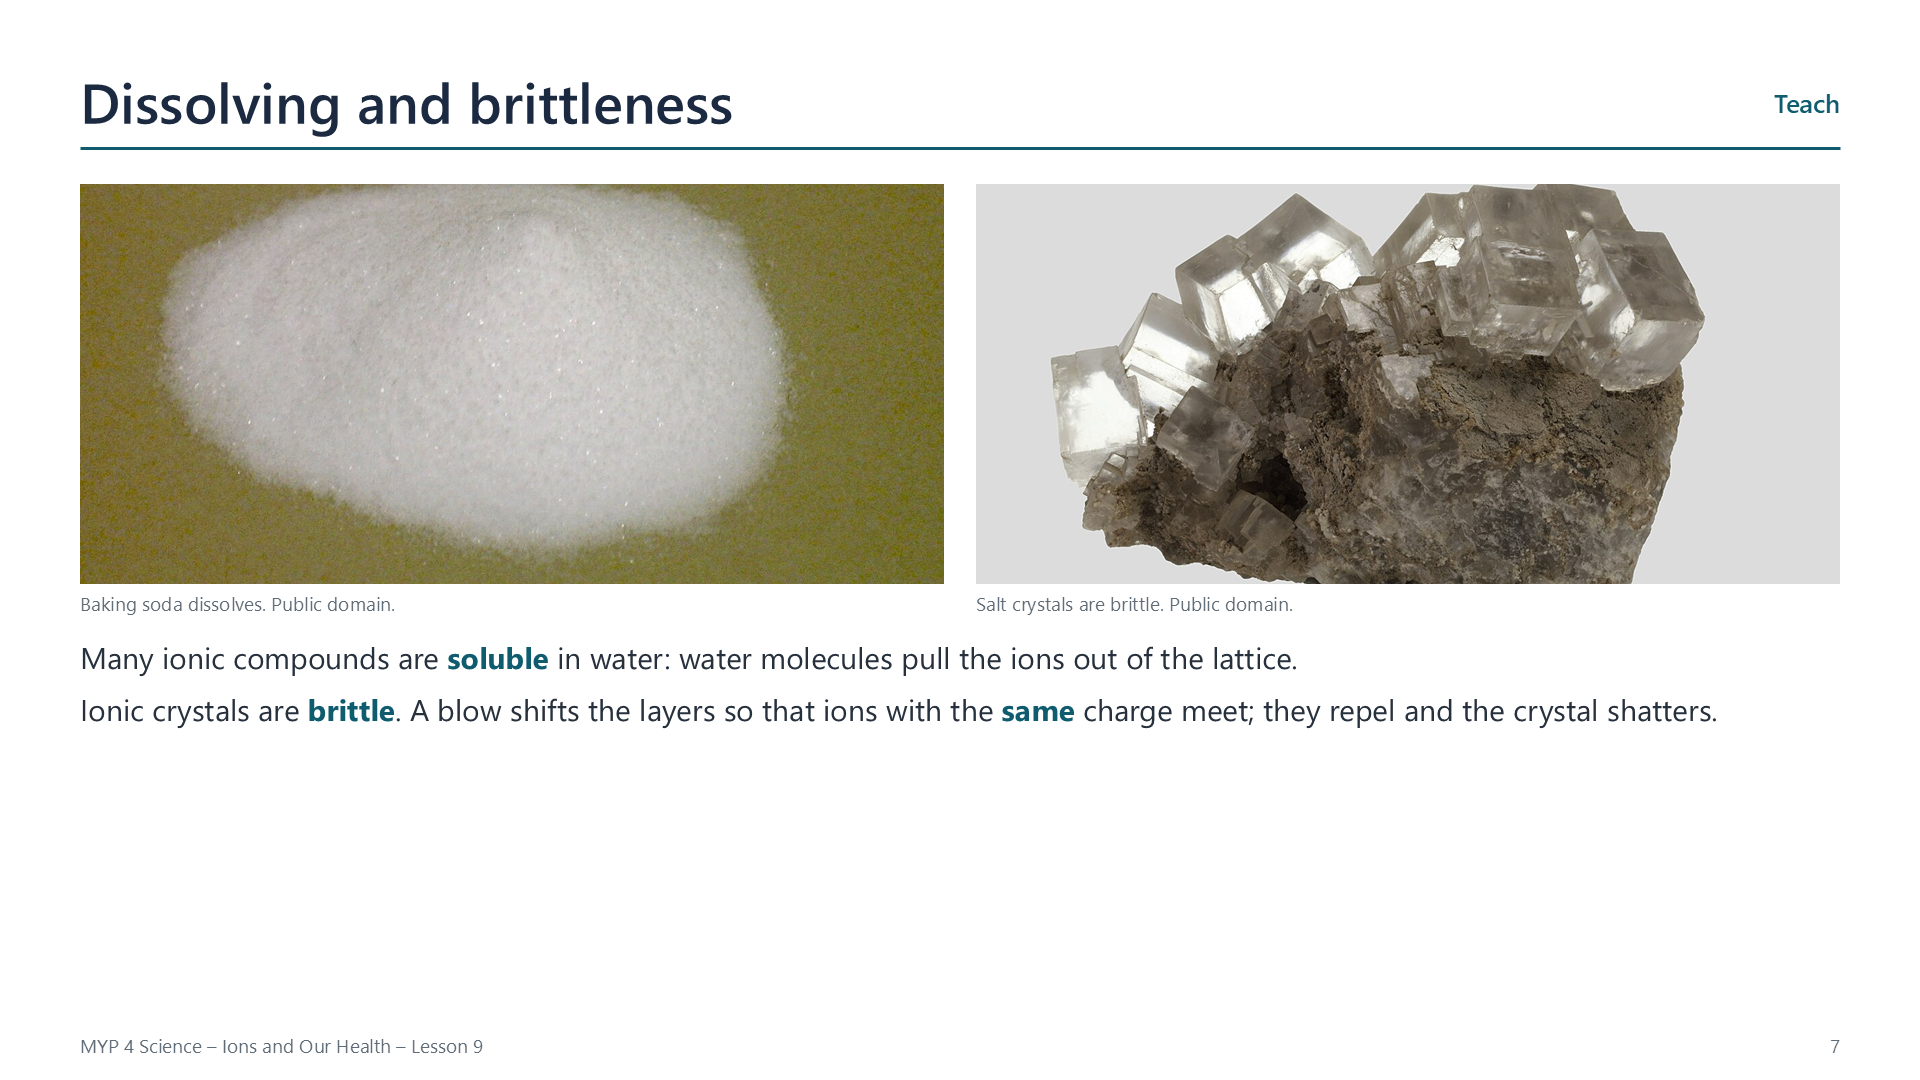 Dissolving and brittleness
Teach
Baking soda dissolves. Public domain.
Salt crystals are brittle. Public domain.
Many ionic compounds are soluble in water: water molecules pull the ions out of the lattice.
Ionic crystals are brittle. A blow shifts the layers so that ions with the same charge meet; they repel and the crystal shatters.
MYP 4 Science – Ions and Our Health – Lesson 9
7